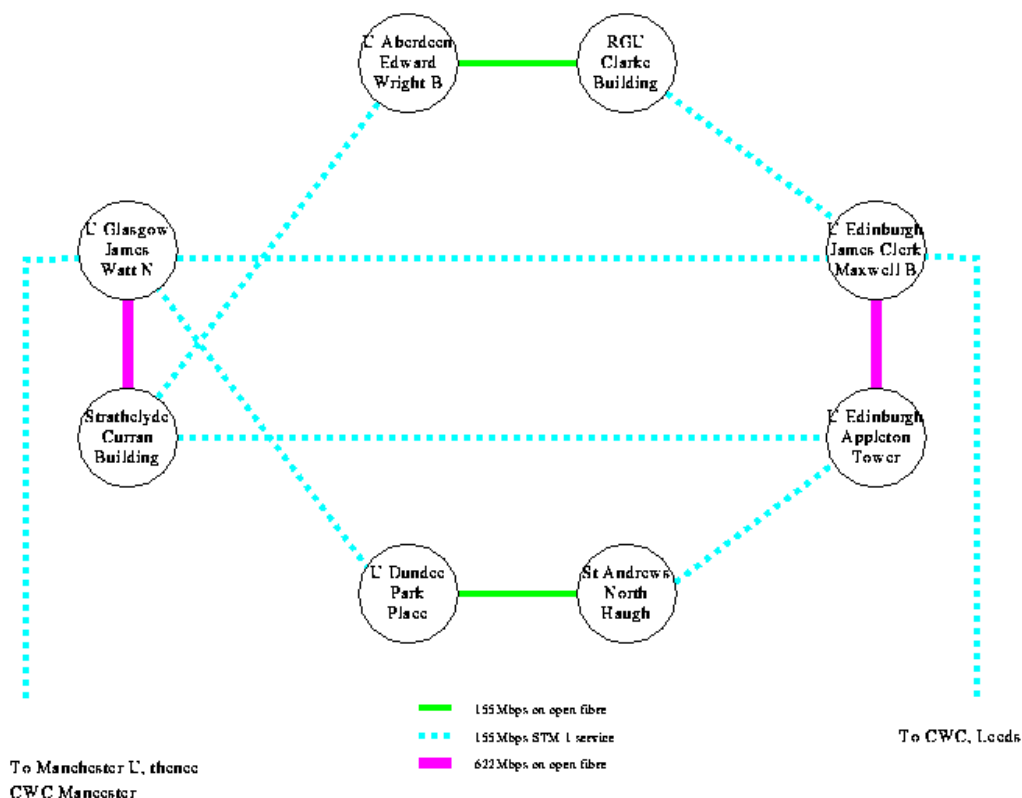 U Aberdeen
Edward
Wright B
RGU
Clarke
Building
U Glasgow
James
Watt N
U Edinburgh
James Clerk
Maxwell B
Strathclyde
Curran
Building
U Edinburgh
Appleton
Tower
U Dundee
Park
Place
St Andrews
North
Haugh
155Mbps on open fibre
155Mbps STM 1 service
622Mbps on open fibre
To CWC, Leeds
To Manchester U, thence
CWC Manester